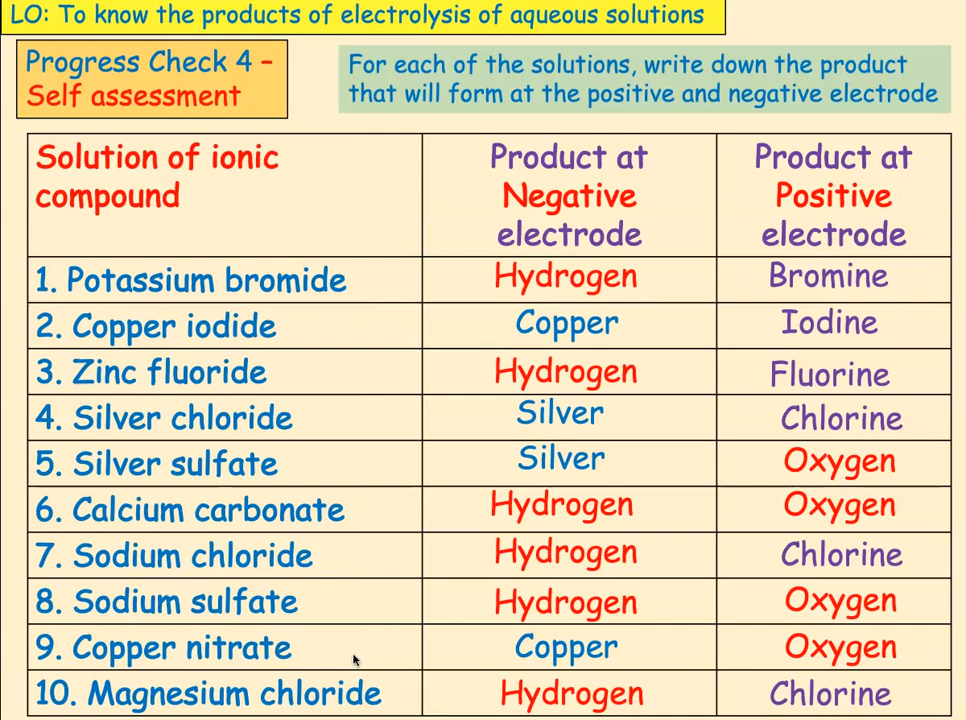 LO: To know the products of electrolysis of aqueous solutions
Progress Check 4 –
Self assessment
For each of the solutions, write down the product
that will form at the positive and negative electrode
Solution of ionic
compound
Product at
Negative
electrode
Product at
Positive
electrode
1. Potassium bromide Hydrogen Bromine
2. Copper iodide Copper Iodine
3. Zinc fluoride Hydrogen Fluorine
4. Silver chloride Silver Chlorine
5. Silver sulfate Silver Oxygen
6. Calcium carbonate Hydrogen Oxygen
7. Sodium chloride Hydrogen Chlorine
8. Sodium sulfate Hydrogen Oxygen
9. Copper nitrate Copper Oxygen
10. Magnesium chloride Hydrogen Chlorine